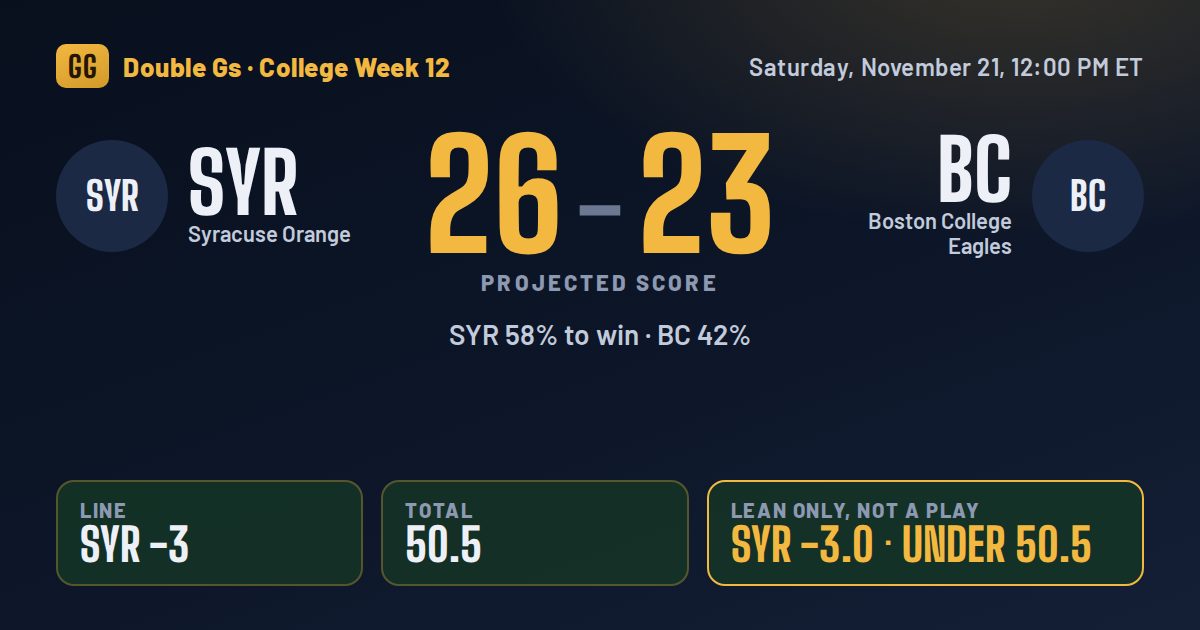 GG
Double Gs · College Week 12
Saturday, November 21, 12:00 PM ET
SYR
SYR
Syracuse Orange
26 – 23
PROJECTED SCORE
SYR 58% to win · BC 42%
BC
Boston College
Eagles
BC
LINE
SYR −3
TOTAL
50.5
LEAN ONLY, NOT A PLAY
SYR −3.0 · UNDER 50.5